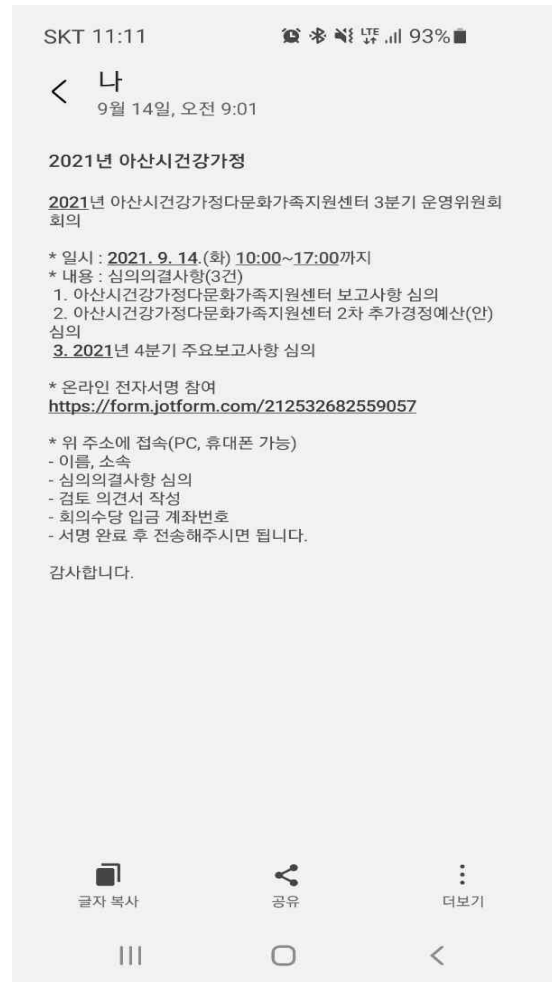 SKT 11:11 LTE 93%
나
9월 14일, 오전 9:01
2021년 아산시건강가정
2021년 아산시건강가정다문화가족지원센터 3분기 운영위원회
회의
* 일시 : 2021. 9. 14.(화) 10:00~17:00까지
* 내용 : 심의의결사항(3건)
1. 아산시건강가정다문화가족지원센터 보고사항 심의
2. 아산시건강가정다문화가족지원센터 2차 추가경정예산(안)
심의
3. 2021년 4분기 주요보고사항 심의
* 온라인 전자서명 참여
https://form.jotform.com/212532682559057
* 위 주소에 접속(PC, 휴대폰 가능)
- 이름, 소속
- 심의의결사항 심의
- 검토 의견서 작성
- 회의수당 입금 계좌번호
- 서명 완료 후 전송해주시면 됩니다.
감사합니다.
글자 복사 공유 더보기